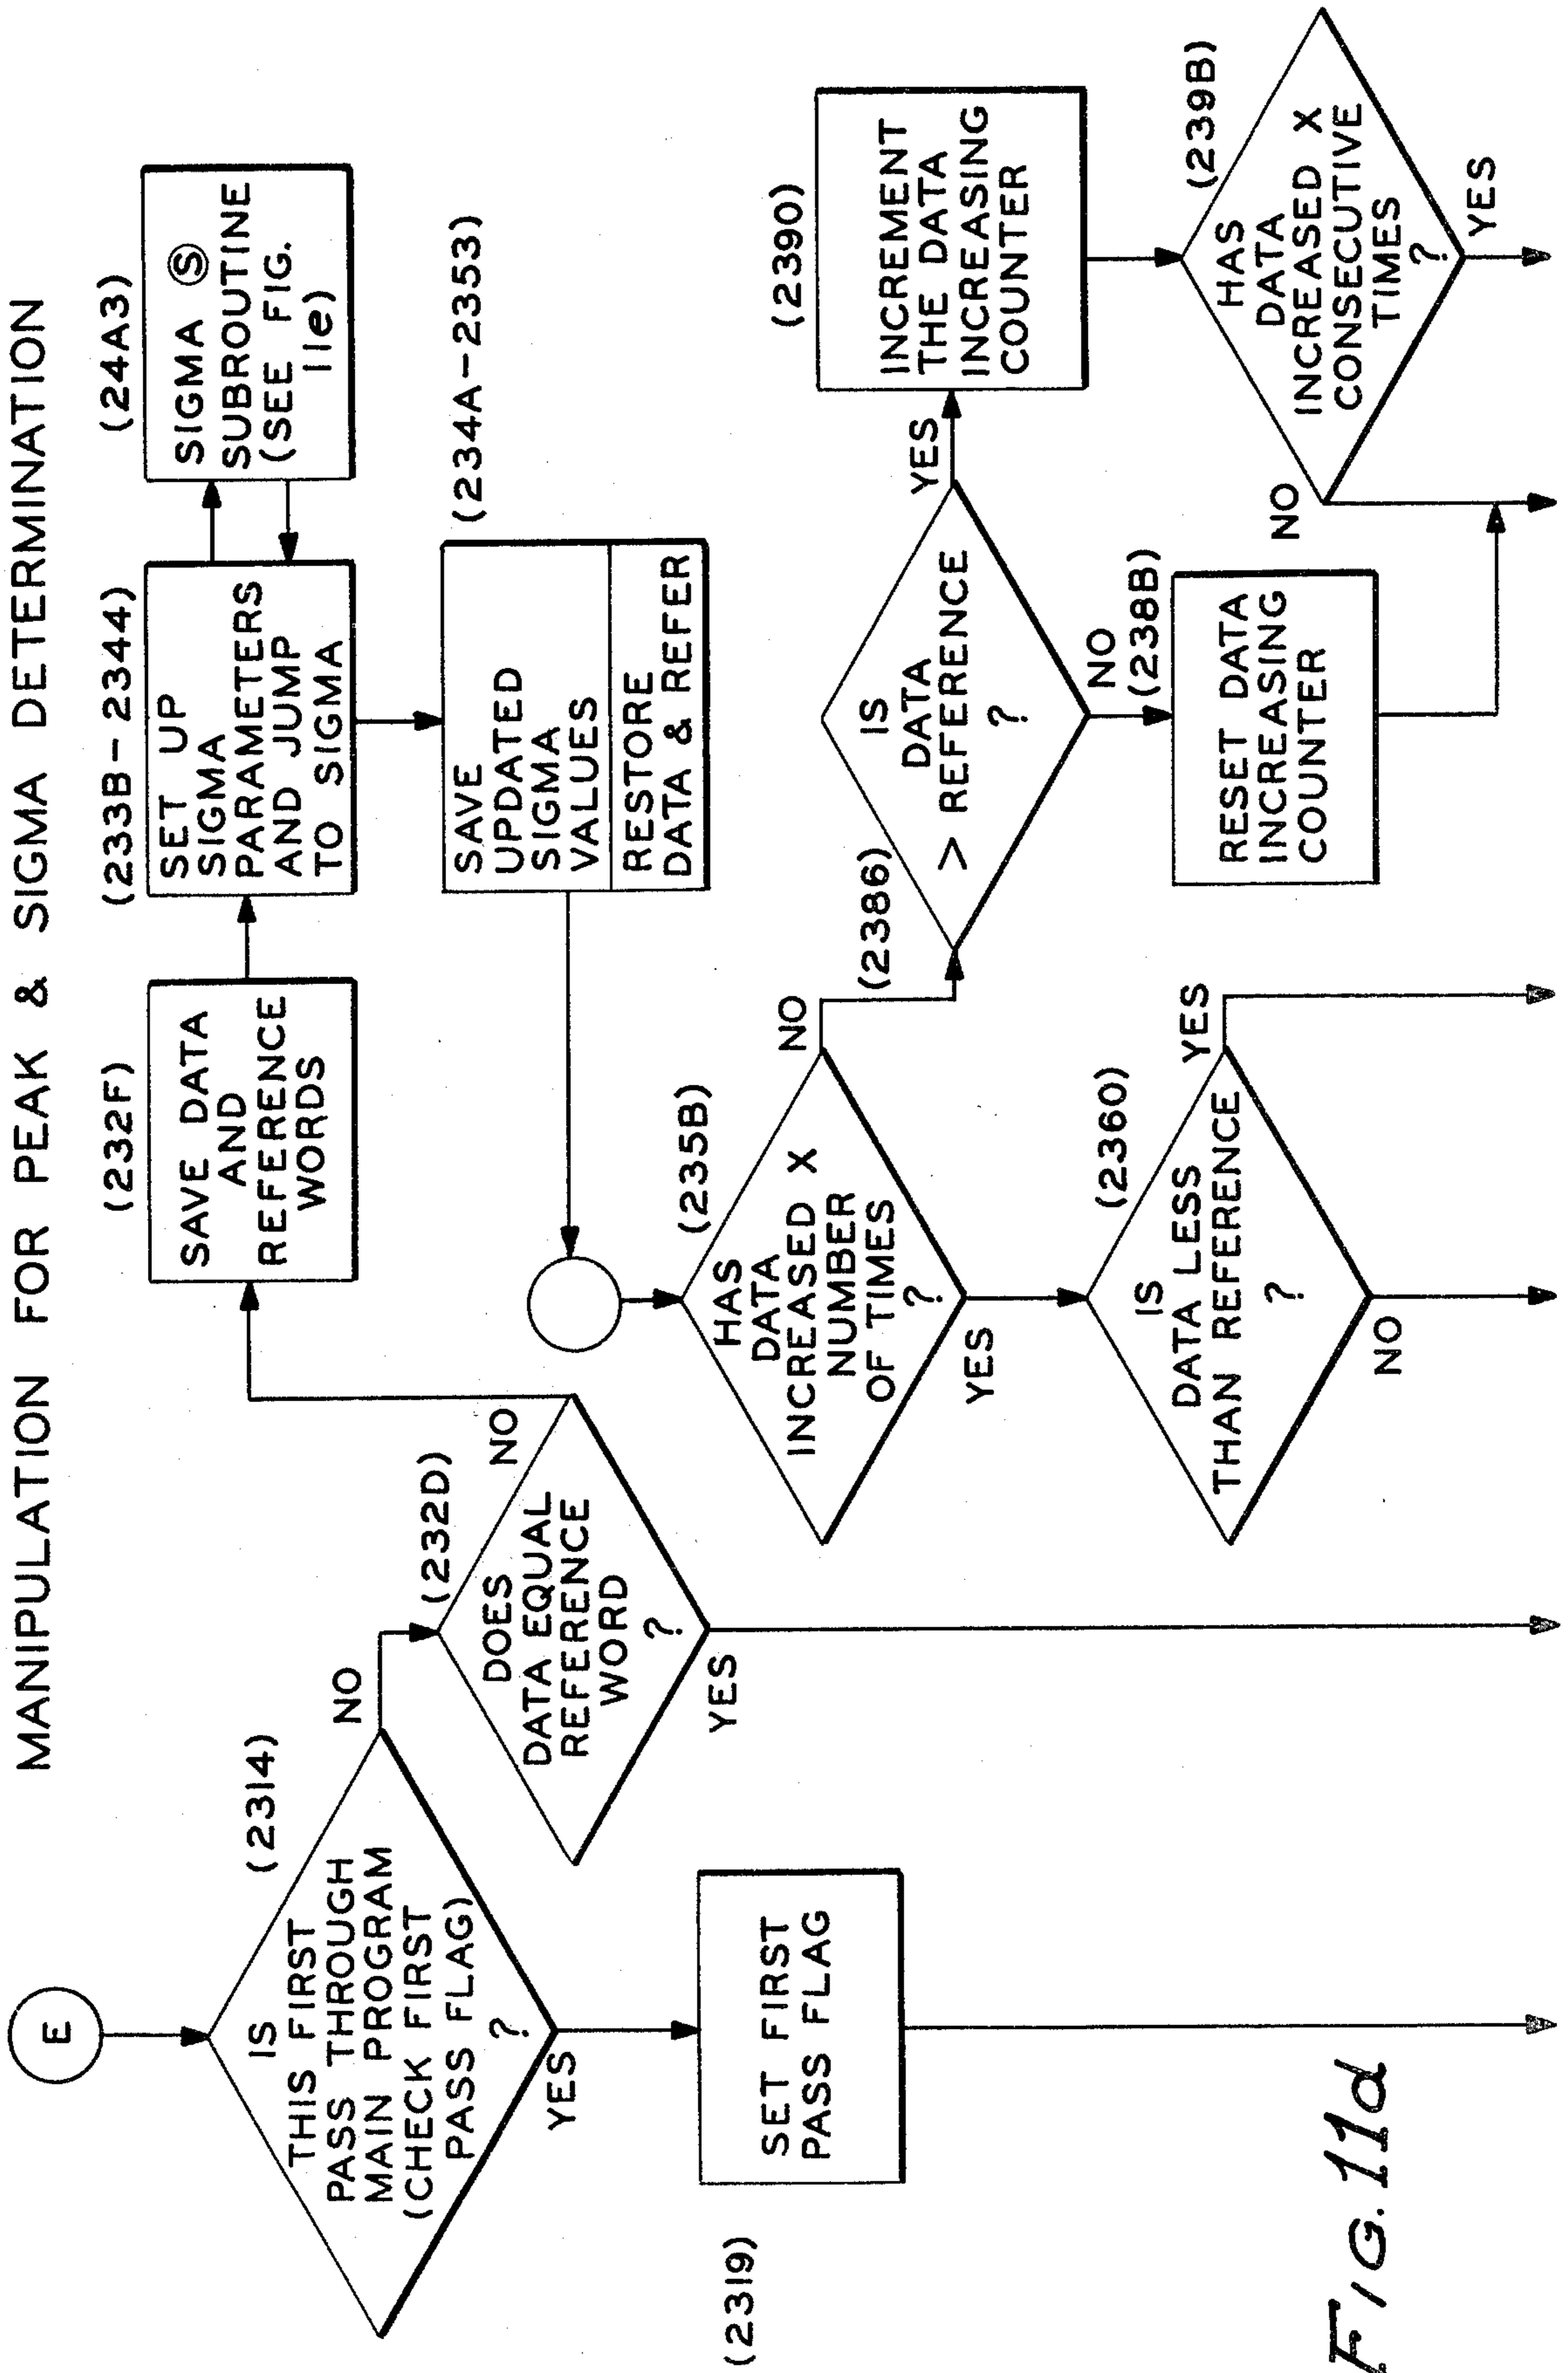 MANIPULATION FOR PEAK & SIGMA DETERMINATION
E
(2314)
IS
THIS FIRST
PASS THROUGH
MAIN PROGRAM
(CHECK FIRST
PASS FLAG)
?
NO
YES
(2319)
SET FIRST
PASS FLAG
(232D)
DOES
DATA EQUAL
REFERENCE
WORD
?
NO
YES
(232F)
SAVE DATA
AND
REFERENCE
WORDS
(233B-2344)
SET UP
SIGMA
PARAMETERS
AND JUMP
TO SIGMA
(24A3)
SIGMA Ⓢ
SUBROUTINE
(SEE FIG.
11e)
(234A-2353)
SAVE
UPDATED
SIGMA
VALUES
RESTORE
DATA & REFER
(235B)
HAS
DATA
INCREASED X
NUMBER
OF TIMES
?
NO
YES
(2360)
IS
DATA LESS
THAN REFERENCE
?
YES
NO
(2386)
IS
DATA
> REFERENCE
?
YES
NO
(238B)
RESET DATA
INCREASING
COUNTER
(2390)
INCREMENT
THE DATA
INCREASING
COUNTER
(239B)
HAS
DATA
INCREASED X
CONSECUTIVE
TIMES
?
NO
YES
FIG. 11d